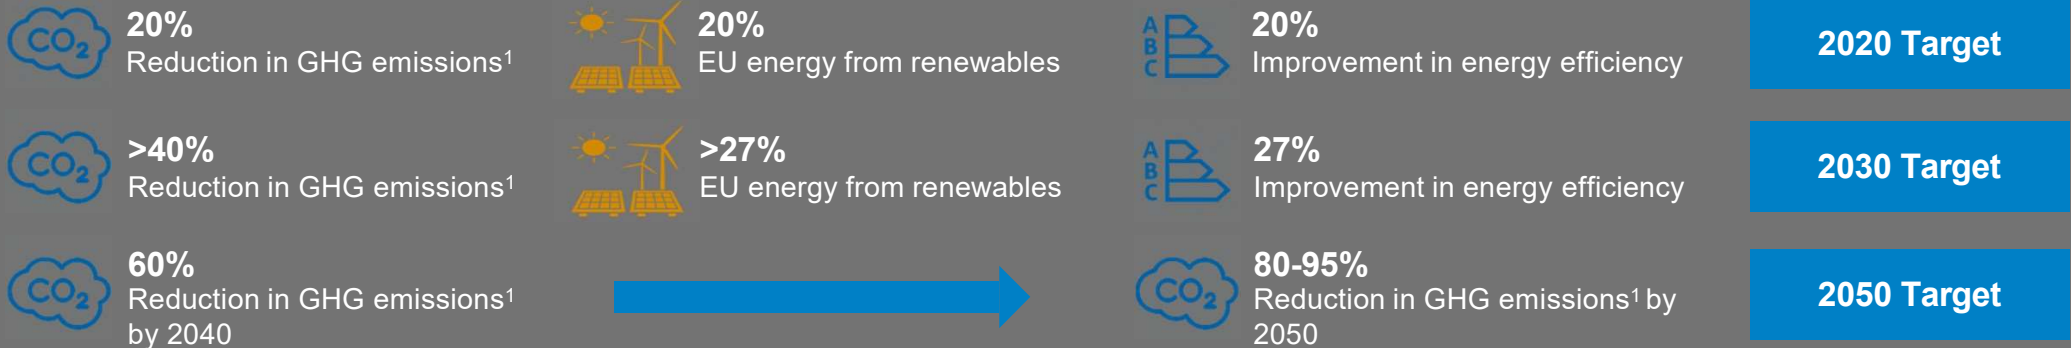 20%
Reduction in GHG emissions¹
20%
EU energy from renewables
A
B
C
20%
Improvement in energy efficiency
2020 Target
CO₂
>40%
Reduction in GHG emissions¹
>27%
EU energy from renewables
A
B
C
27%
Improvement in energy efficiency
2030 Target
CO₂
60%
Reduction in GHG emissions¹
by 2040
CO₂
80-95%
Reduction in GHG emissions¹ by
2050
2050 Target
CO₂